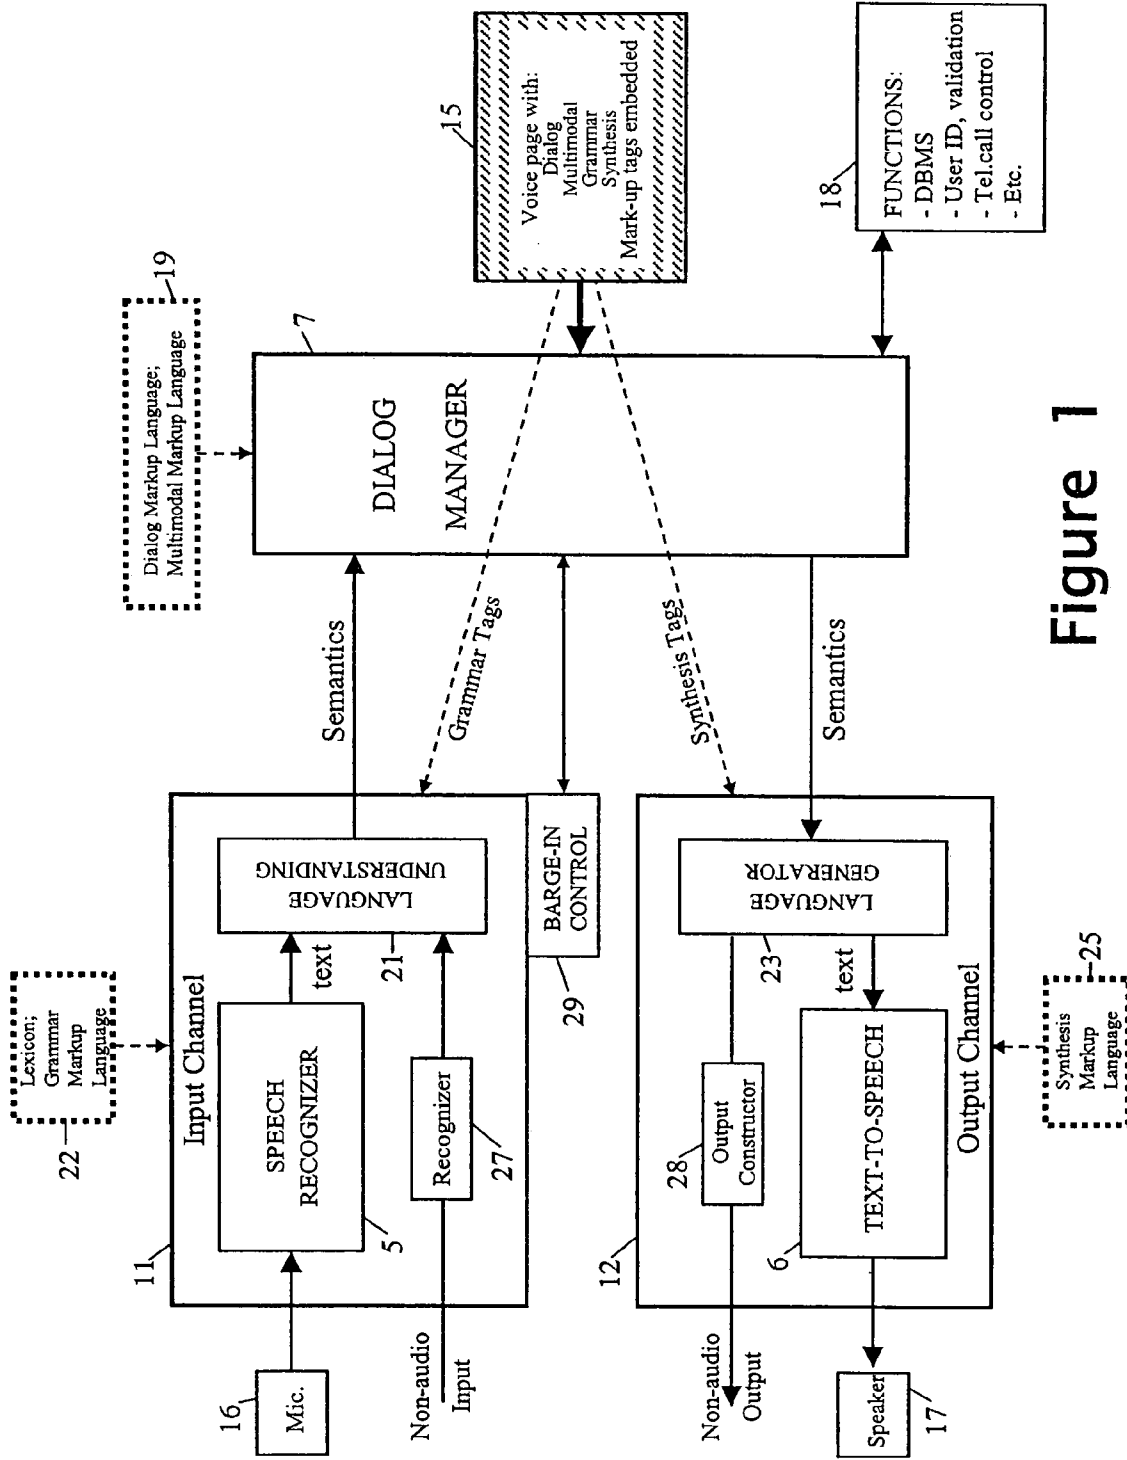 16
Mic.
Non-audio
Input
11
Input Channel
22
Lexicon;
Grammar
Markup
Language
SPEECH
RECOGNIZER
5
text
Recognizer
27
LANGUAGE
UNDERSTANDING
21
BARGE-IN
CONTROL
29
Semantics
Grammar Tags
Dialog Markup Language;
Multimodal Markup Language
19
7
DIALOG
MANAGER
15
Voice page with:
Dialog
Multimodal
Grammar
Synthesis
Mark-up tags embedded
18
FUNCTIONS:
- DBMS
- User ID, validation
- Tel.call control
- Etc.
Synthesis Tags
Semantics
12
Non-audio
Output
28
Output
Constructor
LANGUAGE
GENERATOR
23
text
6
TEXT-TO-SPEECH
Output Channel
Speaker
17
Synthesis
Markup
Language
25
Figure 1